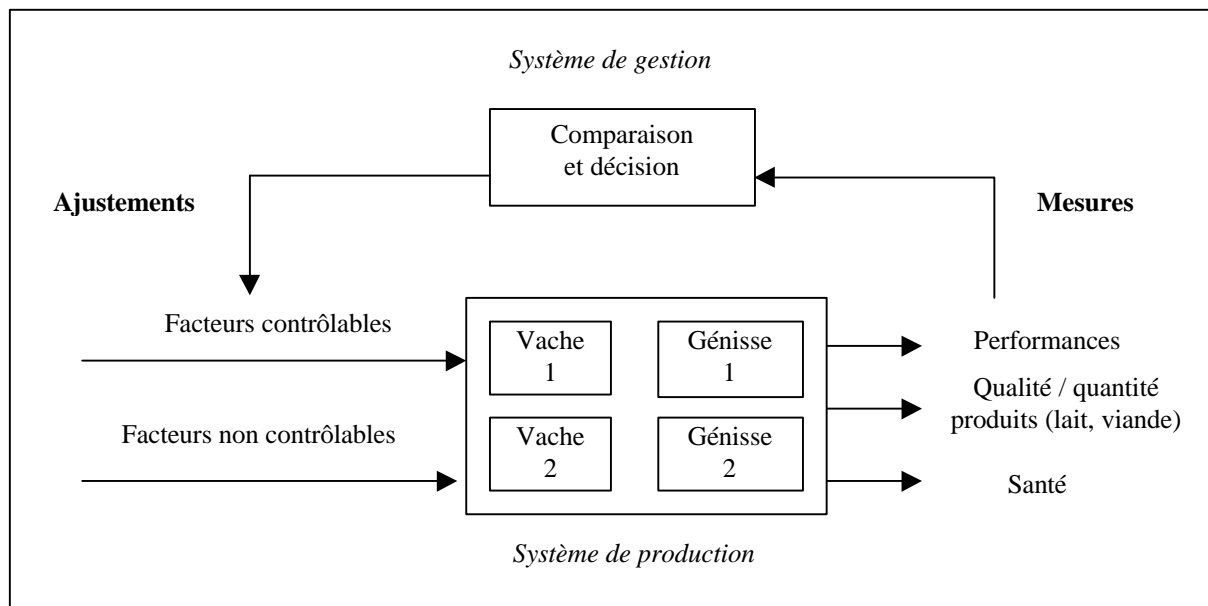 Système de gestion
Comparaison
et décision
Ajustements
Mesures
Facteurs contrôlables
Vache
1
Génisse
1
Performances
Qualité / quantité
produits (lait, viande)
Facteurs non contrôlables
Vache
2
Génisse
2
Santé
Système de production